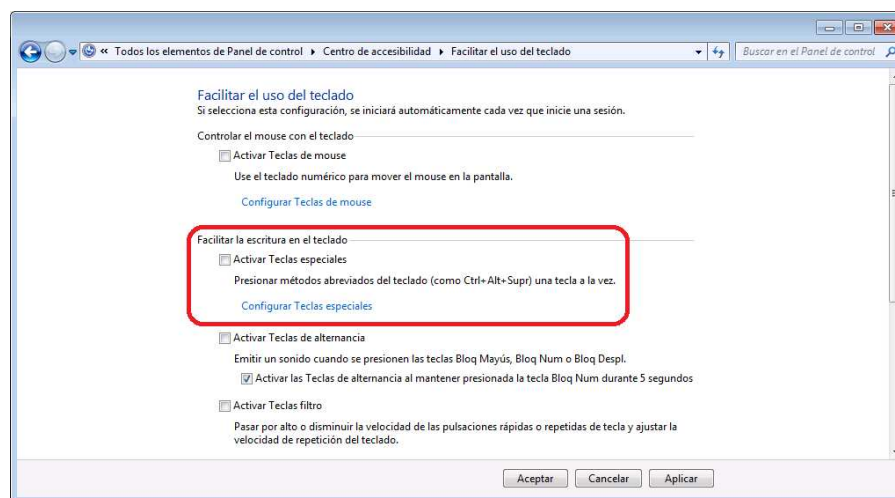 « Todos los elementos de Panel de control ▸ Centro de accesibilidad ▸ Facilitar el uso del teclado
Buscar en el Panel de control
Facilitar el uso del teclado
Si selecciona esta configuración, se iniciará automáticamente cada vez que inicie una sesión.
Controlar el mouse con el teclado
Activar Teclas de mouse
Use el teclado numérico para mover el mouse en la pantalla.
Configurar Teclas de mouse
Facilitar la escritura en el teclado
Activar Teclas especiales
Presionar métodos abreviados del teclado (como Ctrl+Alt+Supr) una tecla a la vez.
Configurar Teclas especiales
Activar Teclas de alternancia
Emitir un sonido cuando se presionen las teclas Bloq Mayús, Bloq Num o Bloq Despl.
Activar las Teclas de alternancia al mantener presionada la tecla Bloq Num durante 5 segundos
Activar Teclas filtro
Pasar por alto o disminuir la velocidad de las pulsaciones rápidas o repetidas de tecla y ajustar la
velocidad de repetición del teclado.
Aceptar Cancelar Aplicar